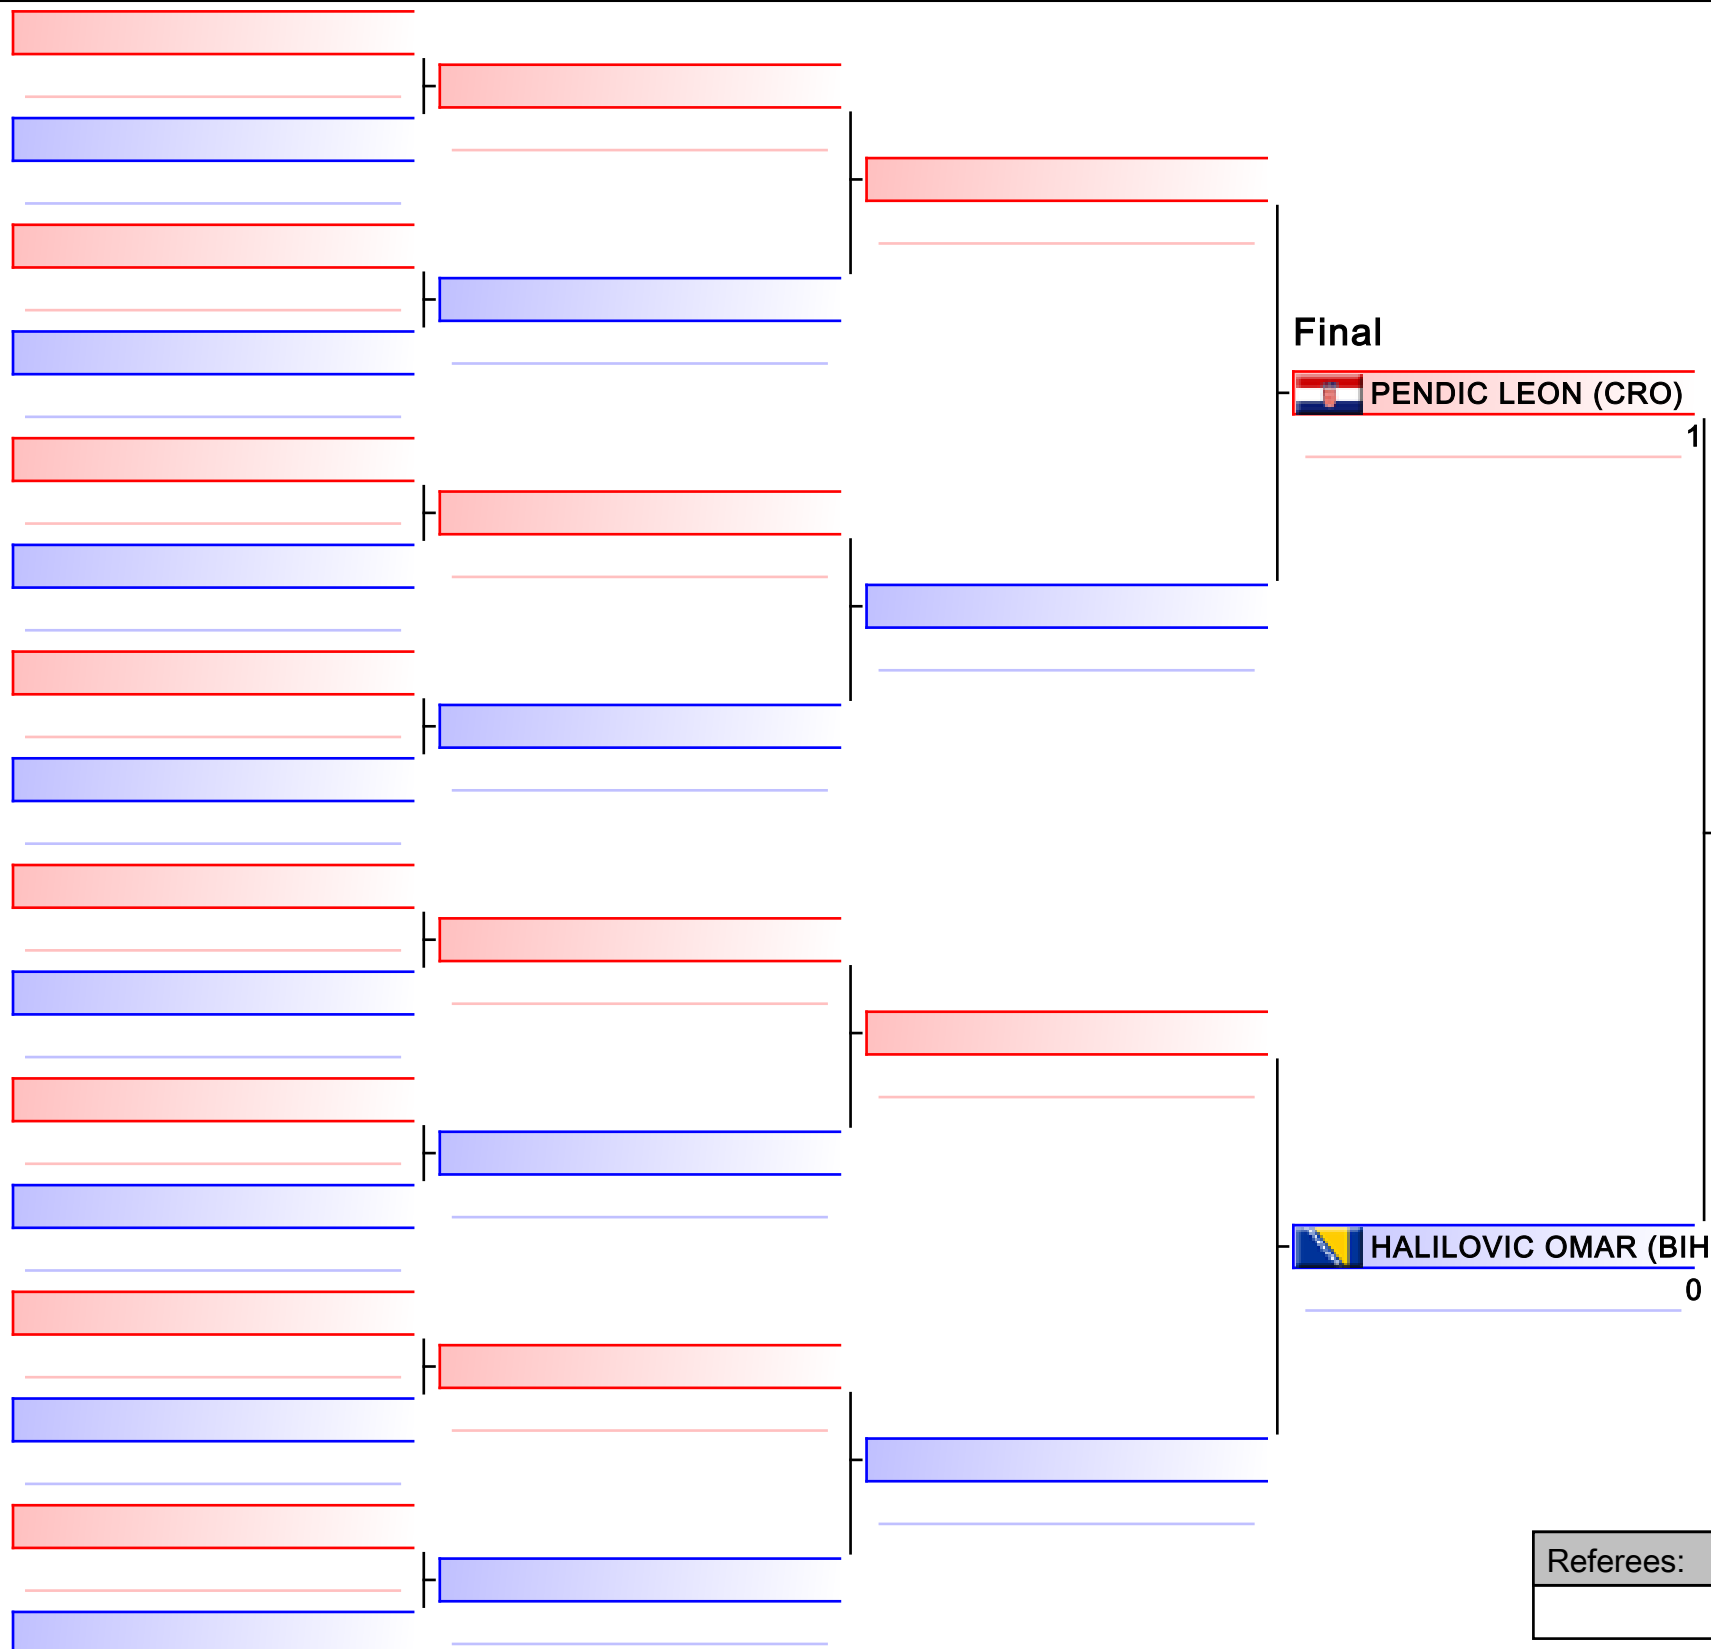 Final
PENDIC LEON (CRO)
1
HALILOVIC OMAR (BIH
0
Referees: